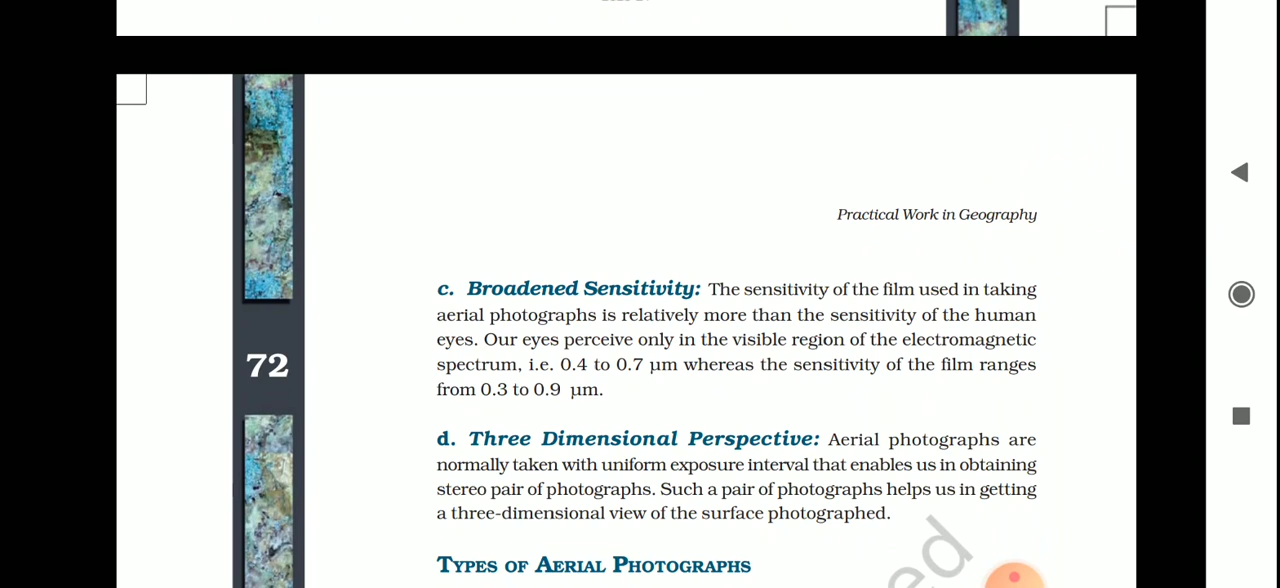 Practical Work in Geography
c. Broadened Sensitivity: The sensitivity of the film used in taking
aerial photographs is relatively more than the sensitivity of the human
eyes. Our eyes perceive only in the visible region of the electromagnetic
spectrum, i.e. 0.4 to 0.7 µm whereas the sensitivity of the film ranges
from 0.3 to 0.9 µm.
72
d. Three Dimensional Perspective: Aerial photographs are
normally taken with uniform exposure interval that enables us in obtaining
stereo pair of photographs. Such a pair of photographs helps us in getting
a three-dimensional view of the surface photographed.
TYPES OF AERIAL PHOTOGRAPHS
ed